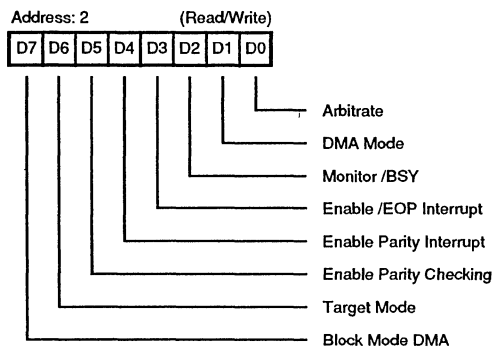 Address: 2 (Read/Write)
D7 D6 D5 D4 D3 D2 D1 D0
Arbitrate
DMA Mode
Monitor /BSY
Enable /EOP Interrupt
Enable Parity Interrupt
Enable Parity Checking
Target Mode
Block Mode DMA